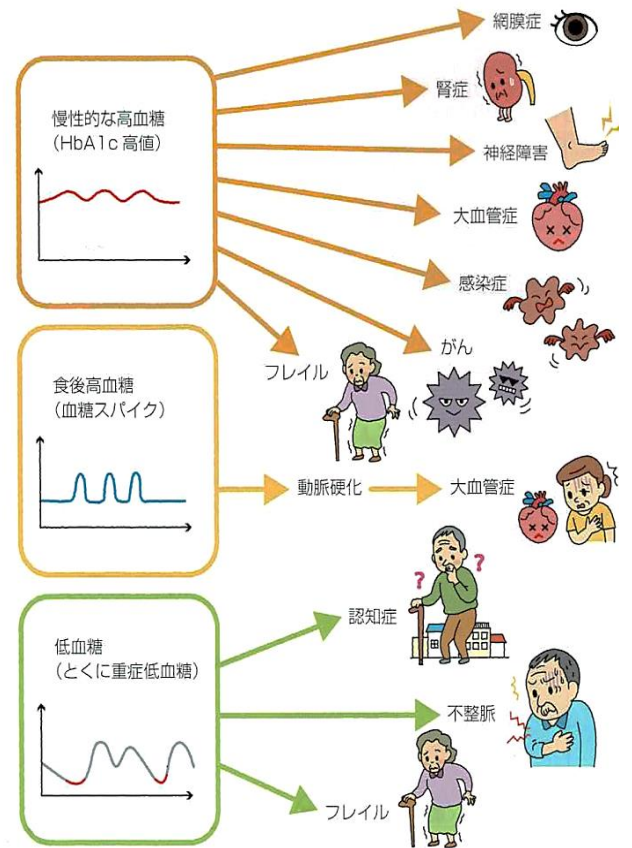 網膜症
腎症
慢性的な高血糖
(HbA1c 高値)
神経障害
大血管症
感染症
がん
フレイル
食後高血糖
(血糖スパイク)
動脈硬化
大血管症
認知症
?
?
低血糖
(とくに重症低血糖)
不整脈
フレイル